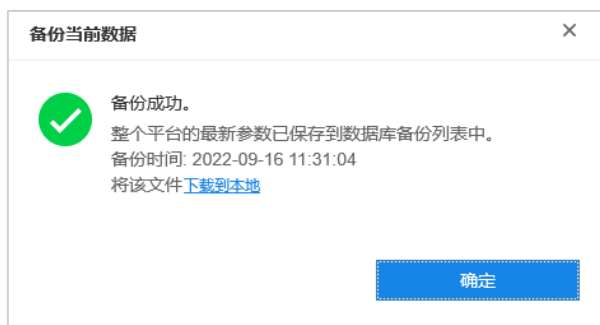 备份当前数据
备份成功。
整个平台的最新参数已保存到数据库备份列表中。
备份时间: 2022-09-16 11:31:04
将该文件下载到本地
确定